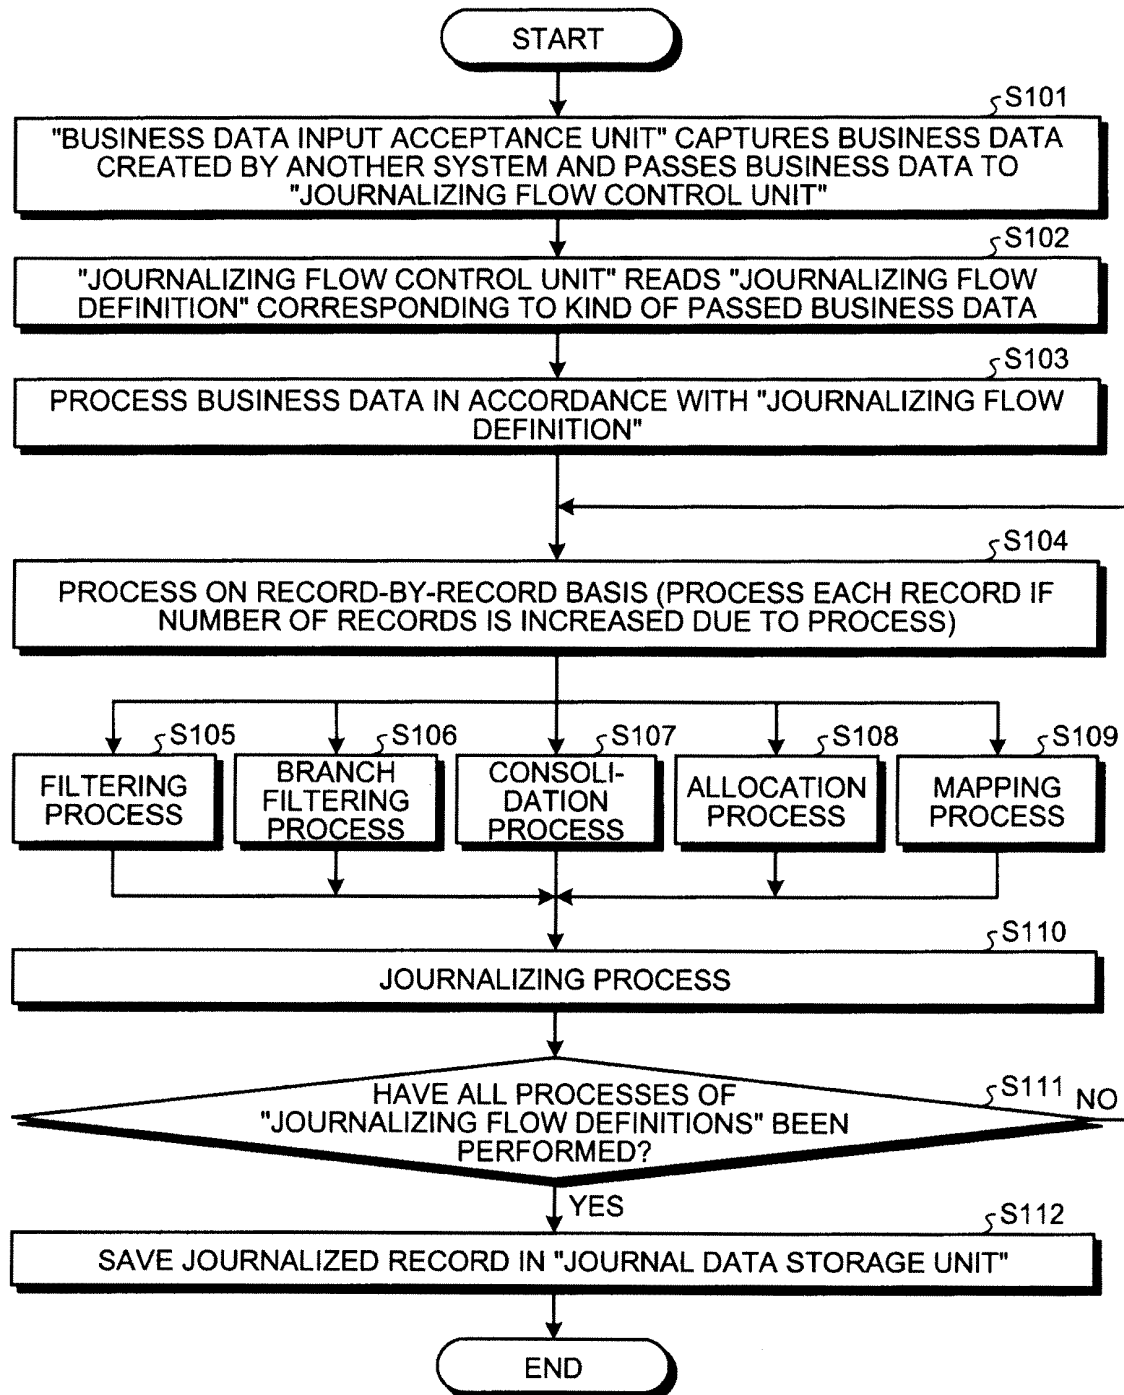 START
S101
"BUSINESS DATA INPUT ACCEPTANCE UNIT" CAPTURES BUSINESS DATA
CREATED BY ANOTHER SYSTEM AND PASSES BUSINESS DATA TO
"JOURNALIZING FLOW CONTROL UNIT"
S102
"JOURNALIZING FLOW CONTROL UNIT" READS "JOURNALIZING FLOW
DEFINITION" CORRESPONDING TO KIND OF PASSED BUSINESS DATA
S103
PROCESS BUSINESS DATA IN ACCORDANCE WITH "JOURNALIZING FLOW
DEFINITION"
S104
PROCESS ON RECORD-BY-RECORD BASIS (PROCESS EACH RECORD IF
NUMBER OF RECORDS IS INCREASED DUE TO PROCESS)
S105
FILTERING
PROCESS
S106
BRANCH
FILTERING
PROCESS
S107
CONSOLI-
DATION
PROCESS
S108
ALLOCATION
PROCESS
S109
MAPPING
PROCESS
S110
JOURNALIZING PROCESS
S111
HAVE ALL PROCESSES OF
"JOURNALIZING FLOW DEFINITIONS" BEEN
PERFORMED?
NO
YES
S112
SAVE JOURNALIZED RECORD IN "JOURNAL DATA STORAGE UNIT"
END